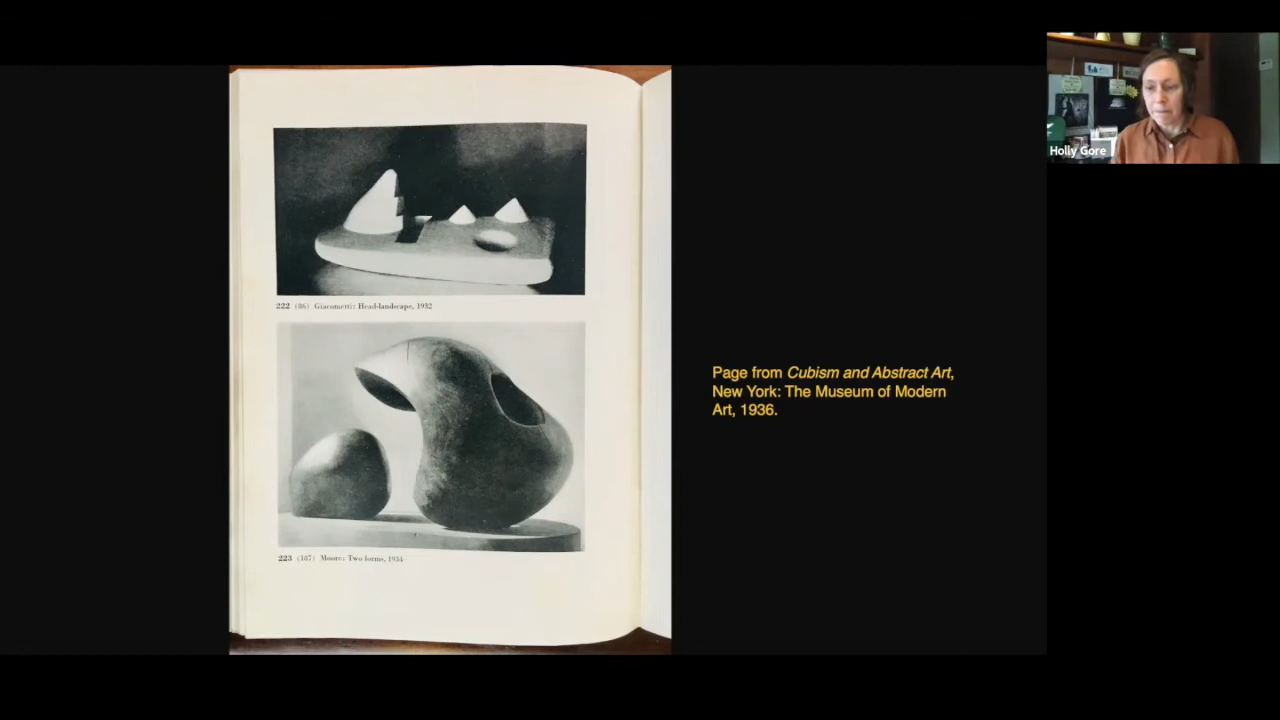 222 (86) Giacometti: Head-landscape, 1932
223 (187) Moore: Two forms, 1934
Page from Cubism and Abstract Art,
New York: The Museum of Modern
Art, 1936.
Holly Gore